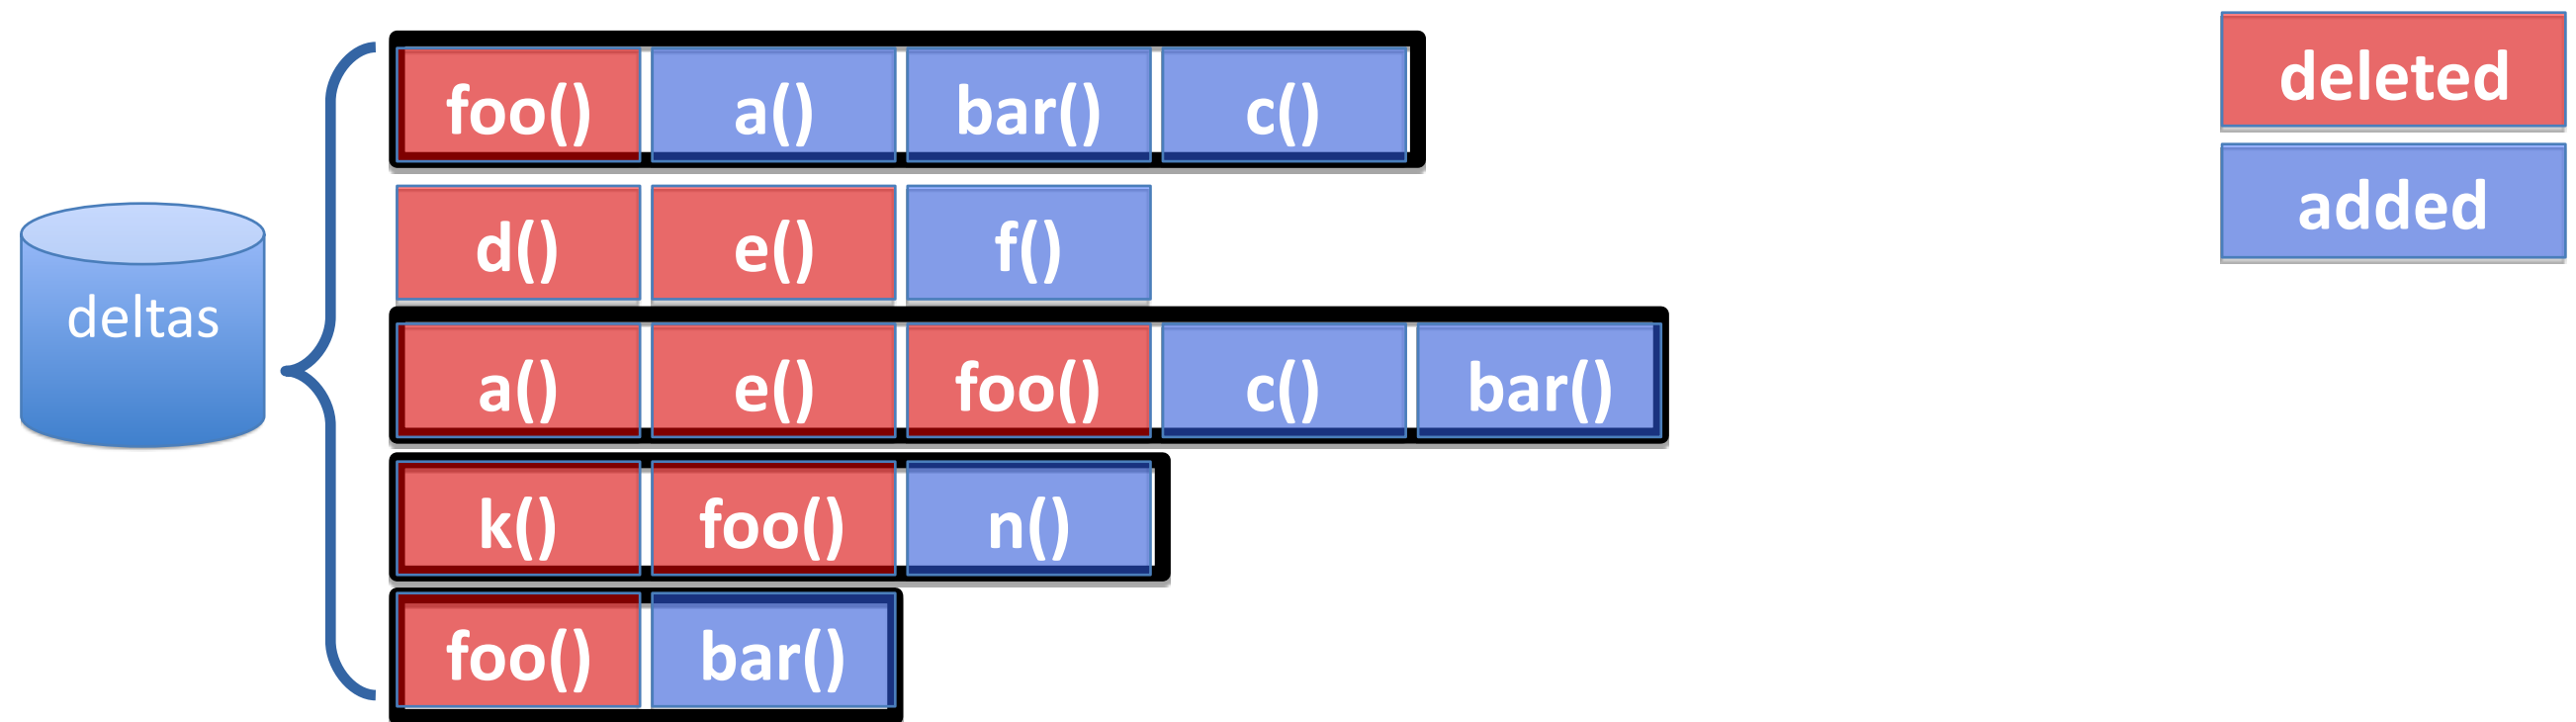 foo() a() bar() c()
deleted
added
d() e() f()
deltas
a() e() foo() c() bar()
k() foo() n()
foo() bar()